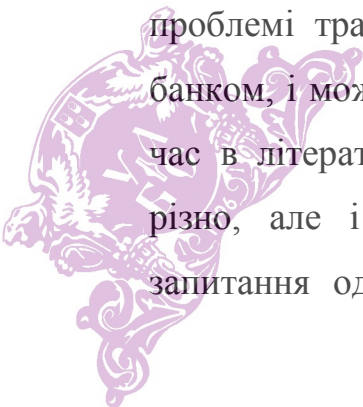 проблемі тра
банком, і мож
час в літерат
різно, але і
запитання од